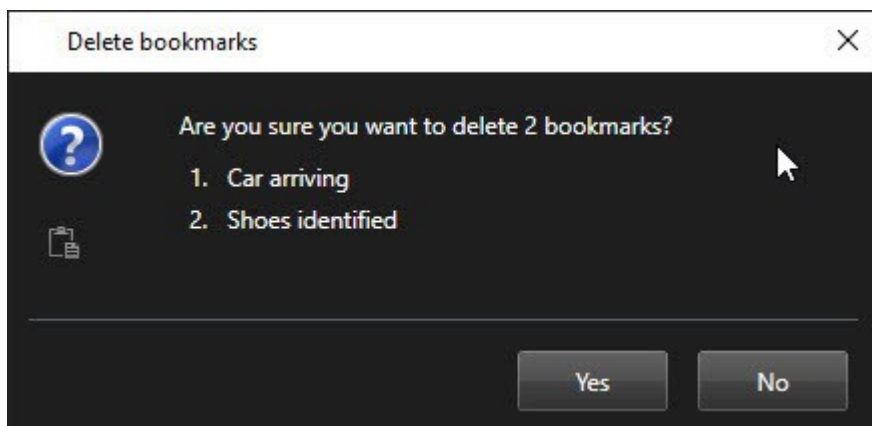 Delete bookmarks
Are you sure you want to delete 2 bookmarks?
1. Car arriving
2. Shoes identified
Yes
No